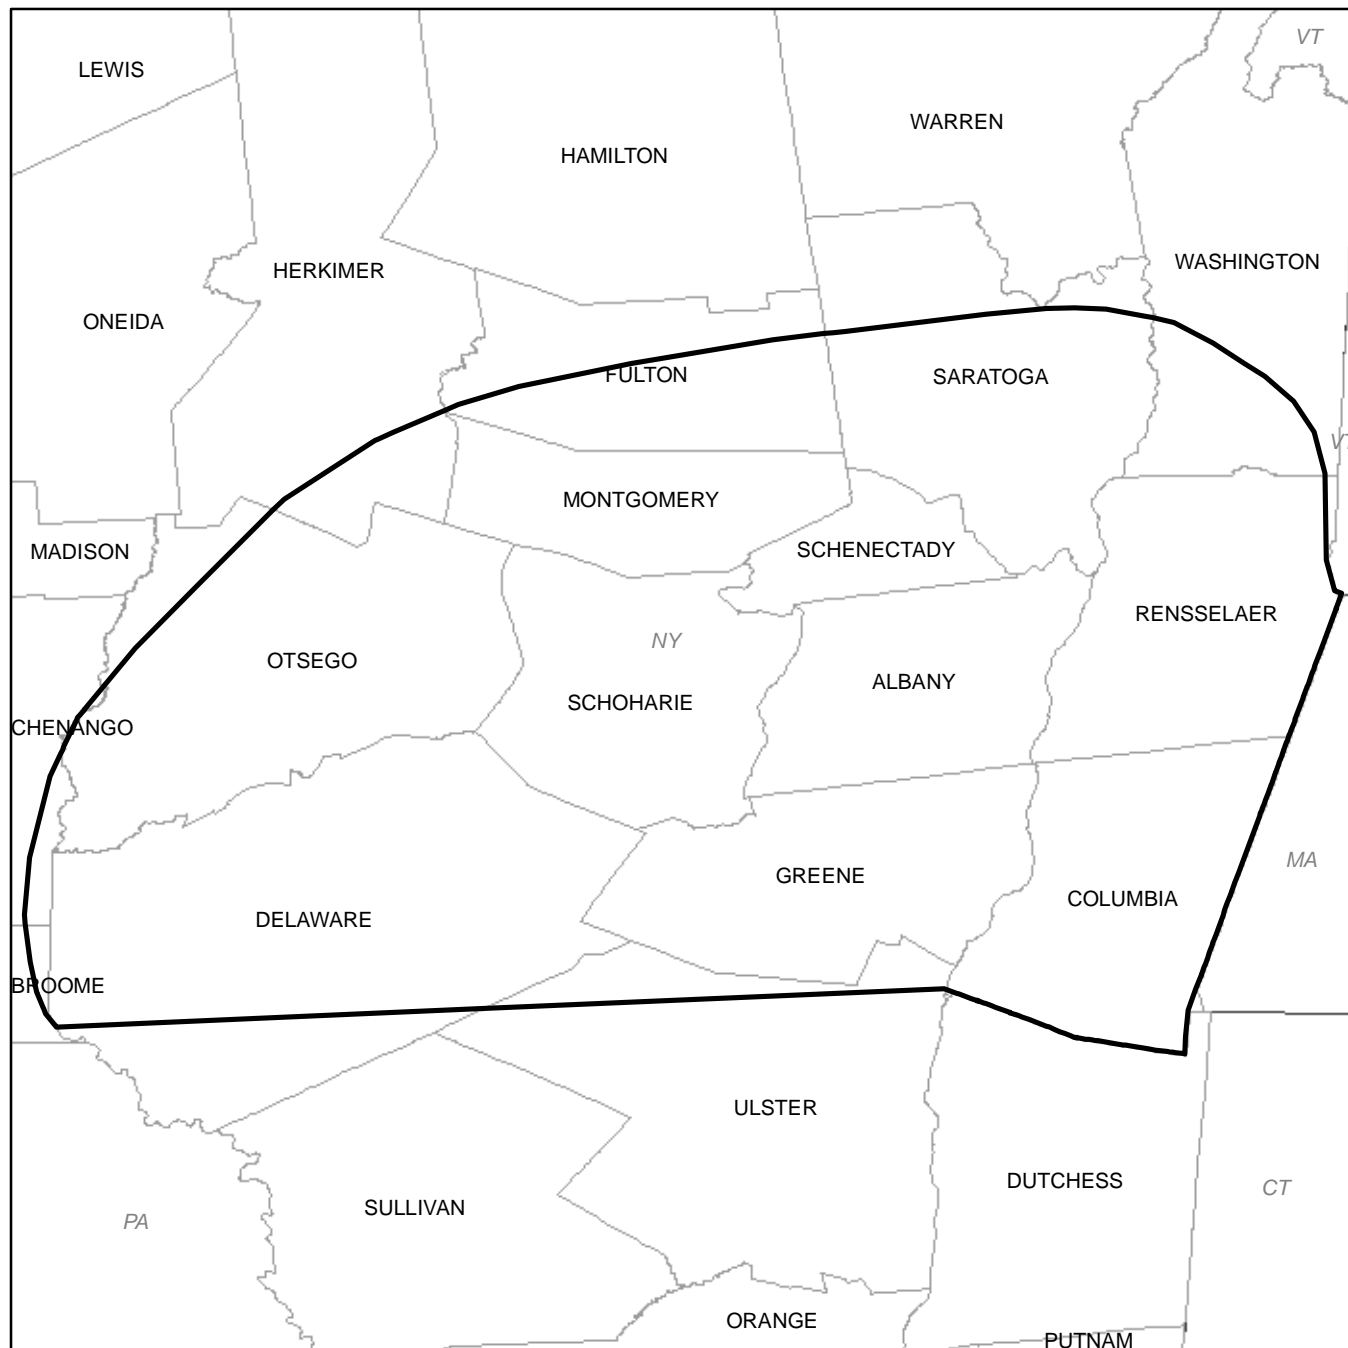 VT
LEWIS
WARREN
HAMILTON
WASHINGTON
HERKIMER
ONEIDA
FULTON
SARATOGA
VT
MONTGOMERY
MADISON
SCHENECTADY
RENSSELAER
NY
OTSEGO
ALBANY
SCHOHARIE
CHENANGO
MA
GREENE
COLUMBIA
DELAWARE
BROOME
ULSTER
DUTCHESS
CT
SULLIVAN
PA
ORANGE
PUTNAM